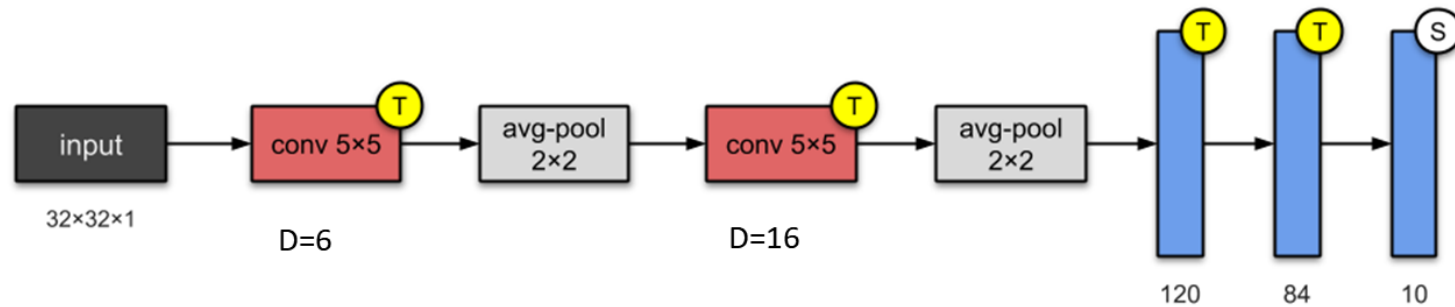 input
32×32×1
conv 5×5
T
D=6
avg-pool
2×2
conv 5×5
T
D=16
avg-pool
2×2
T
120
T
84
S
10